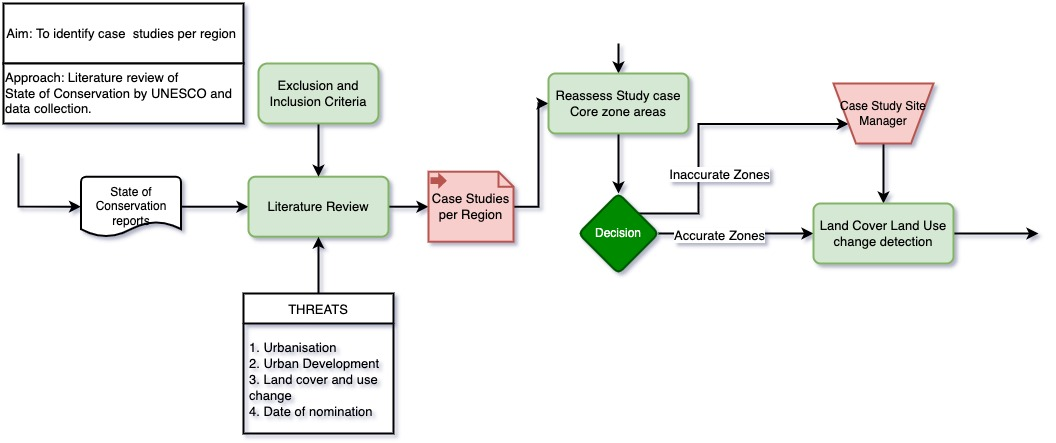 Aim: To identify case studies per region
Approach: Literature review of
State of Conservation by UNESCO and
data collection.
Exclusion and
Inclusion Criteria
State of
Conservation
reports
Literature Review
Case Studies
per Region
THREATS
1. Urbanisation
2. Urban Development
3. Land cover and use
change
4. Date of nomination
Reassess Study case
Core zone areas
Decision
Inaccurate Zones
Accurate Zones
Case Study Site
Manager
Land Cover Land Use
change detection